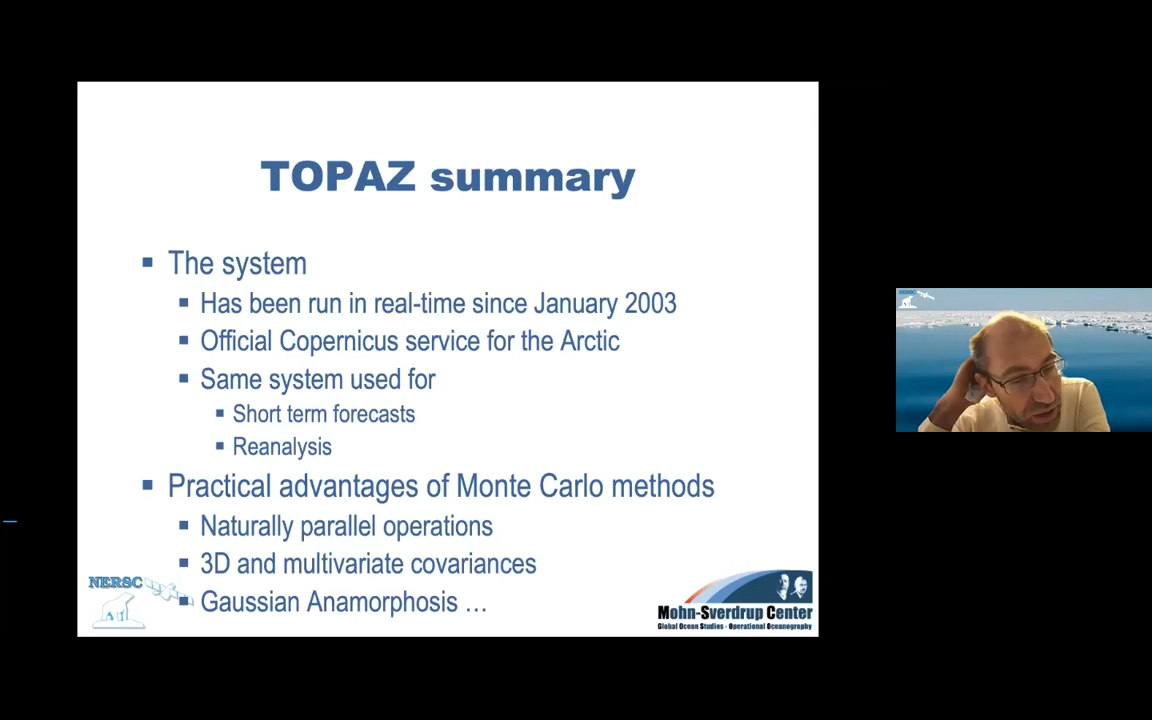 TOPAZ summary
The system
Has been run in real-time since January 2003
Official Copernicus service for the Arctic
Same system used for
Short term forecasts
Reanalysis
Practical advantages of Monte Carlo methods
Naturally parallel operations
3D and multivariate covariances
Gaussian Anamorphosis …
NERSC
Mohn-Sverdrup Center
Global Ocean Studies - Operational Oceanography
NERSC